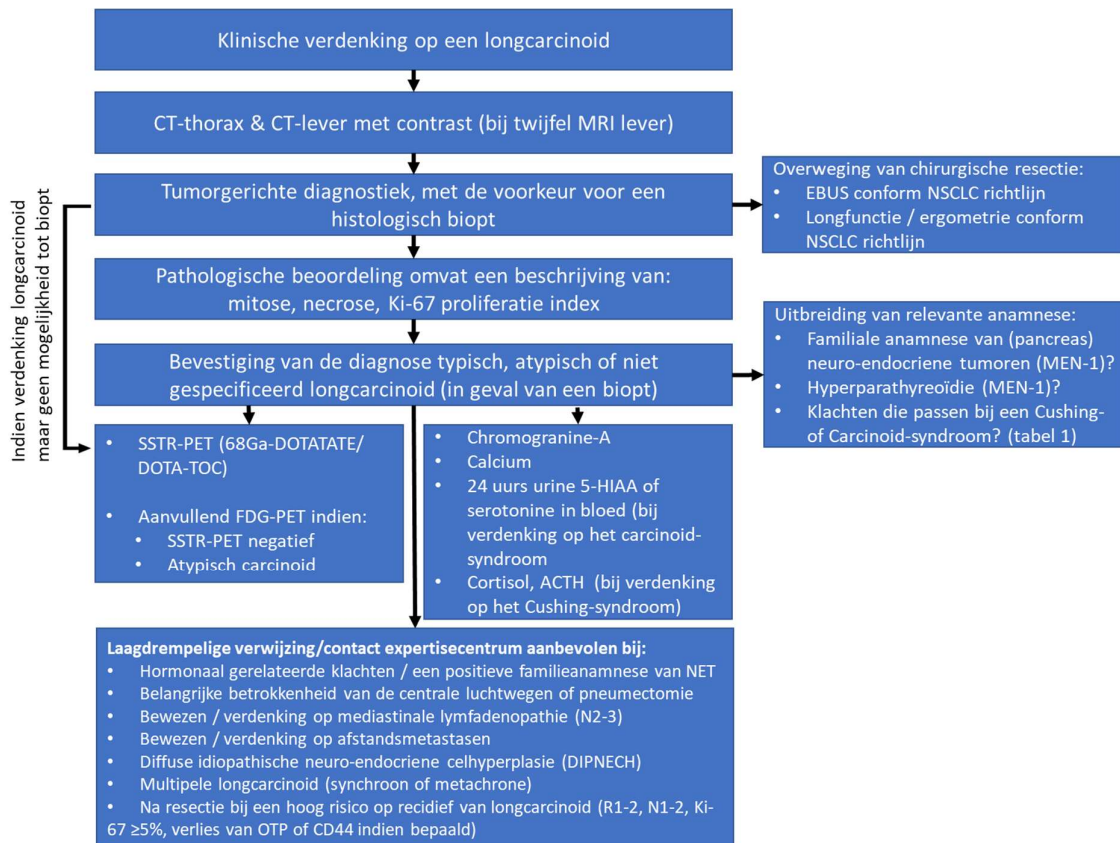 Klinische verdenking op een longcarcinoid
CT-thorax & CT-lever met contrast (bij twijfel MRI lever)
Tumorgerichte diagnostiek, met de voorkeur voor een
histologisch biopt
Overweging van chirurgische resectie:
• EBUS conform NSCLC richtlijn
• Longfunctie / ergometrie conform
NSCLC richtlijn
Indien verdenking longcarcinoid
maar geen mogelijkheid tot biopt
Pathologische beoordeling omvat een beschrijving van:
mitose, necrose, Ki-67 proliferatie index
Bevestiging van de diagnose typisch, atypisch of niet
gespecificeerd longcarcinoid (in geval van een biopt)
Uitbreiding van relevante anamnese:
• Familiale anamnese van (pancreas)
neuro-endocriene tumoren (MEN-1)?
• Hyperparathyreoïdie (MEN-1)?
• Klachten die passen bij een Cushing-
of Carcinoid-syndroom? (tabel 1)
• SSTR-PET (68Ga-DOTATATE/
DOTA-TOC)
• Aanvullend FDG-PET indien:
• SSTR-PET negatief
• Atypisch carcinoid
• Chromogranine-A
• Calcium
• 24 uurs urine 5-HIAA of
serotonine in bloed (bij
verdenking op het carcinoid-
syndroom
• Cortisol, ACTH (bij verdenking
op het Cushing-syndroom)
Laagdrempelige verwijzing/contact expertisecentrum aanbevolen bij:
• Hormonaal gerelateerde klachten / een positieve familieanamnese van NET
• Belangrijke betrokkenheid van de centrale luchtwegen of pneumectomie
• Bewezen / verdenking op mediastinale lymfadenopathie (N2-3)
• Bewezen / verdenking op afstandsmetastasen
• Diffuse idiopathische neuro-endocriene celhyperplasie (DIPNECH)
• Multipele longcarcinoid (synchroon of metachrone)
• Na resectie bij een hoog risico op recidief van longcarcinoid (R1-2, N1-2, Ki-
67 ≥5%, verlies van OTP of CD44 indien bepaald)